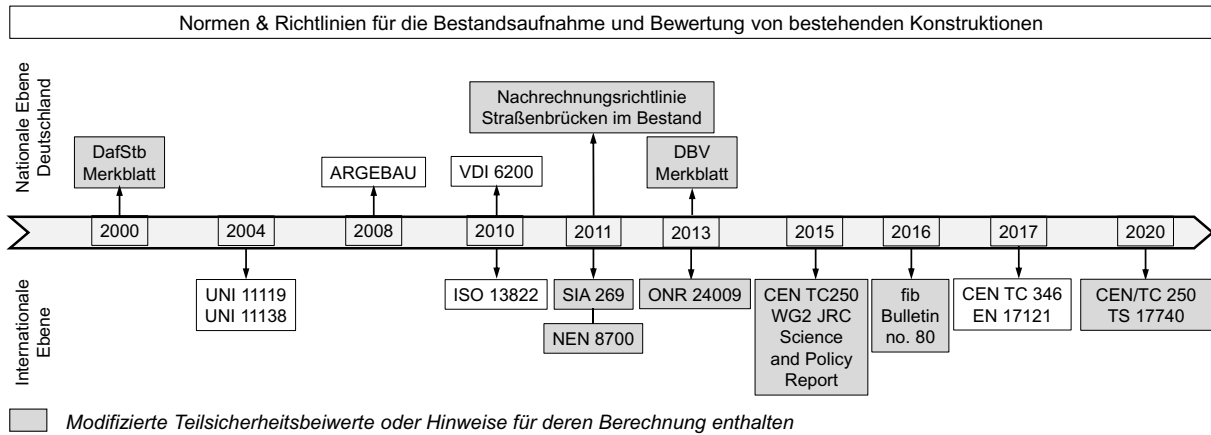 Normen & Richtlinien für die Bestandsaufnahme und Bewertung von bestehenden Konstruktionen
Nationale Ebene
Deutschland
DafStb
Merkblatt
ARGEBAU
VDI 6200
Nachrechnungsrichtlinie
Straßenbrücken im Bestand
DBV
Merkblatt
2000
2004
2008
2010
2011
2013
2015
2016
2017
2020
Internationale
Ebene
UNI 11119
UNI 11138
ISO 13822
SIA 269
NEN 8700
ONR 24009
CEN TC250
WG2 JRC
Science
and Policy
Report
fib
Bulletin
no. 80
CEN TC 346
EN 17121
CEN/TC 250
TS 17740
Modifizierte Teilsicherheitsbeiwerte oder Hinweise für deren Berechnung enthalten